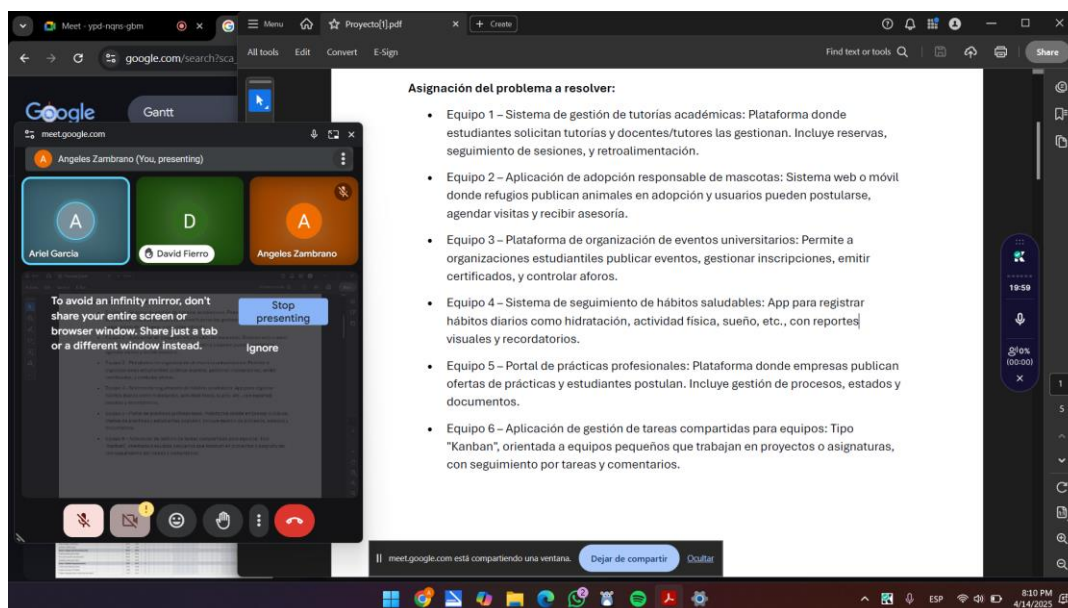 Meet - ypd-nqns-gbm
Menu
Proyecto[1].pdf
+ Create
google.com/search?sca
All tools Edit Convert E-Sign
Find text or tools
Share
Google
Gantt
meet.google.com
A Angeles Zambrano (You, presenting)
A
Ariel Garcia
D
David Fierro
A
Angeles Zambrano
To avoid an infinity mirror, don't
share your entire screen or
browser window. Share just a tab
or a different window instead.
Stop
presenting
Ignore
Asignación del problema a resolver:
• Equipo 1 – Sistema de gestión de tutorías académicas: Plataforma donde
estudiantes solicitan tutorías y docentes/tutores las gestionan. Incluye reservas,
seguimiento de sesiones, y retroalimentación.
• Equipo 2 – Aplicación de adopción responsable de mascotas: Sistema web o móvil
donde refugios publican animales en adopción y usuarios pueden postularse,
agendar visitas y recibir asesoría.
• Equipo 3 – Plataforma de organización de eventos universitarios: Permite a
organizaciones estudiantiles publicar eventos, gestionar inscripciones, emitir
certificados, y controlar aforos.
• Equipo 4 – Sistema de seguimiento de hábitos saludables: App para registrar
hábitos diarios como hidratación, actividad física, sueño, etc., con reportes
visuales y recordatorios.
• Equipo 5 – Portal de prácticas profesionales: Plataforma donde empresas publican
ofertas de prácticas y estudiantes postulan. Incluye gestión de procesos, estados y
documentos.
• Equipo 6 – Aplicación de gestión de tareas compartidas para equipos: Tipo
"Kanban", orientada a equipos pequeños que trabajan en proyectos o asignaturas,
con seguimiento por tareas y comentarios.
19:59
(00:00)
1
5
meet.google.com está compartiendo una ventana.
Dejar de compartir
Ocultar
ESP
8:10 PM
4/14/2025